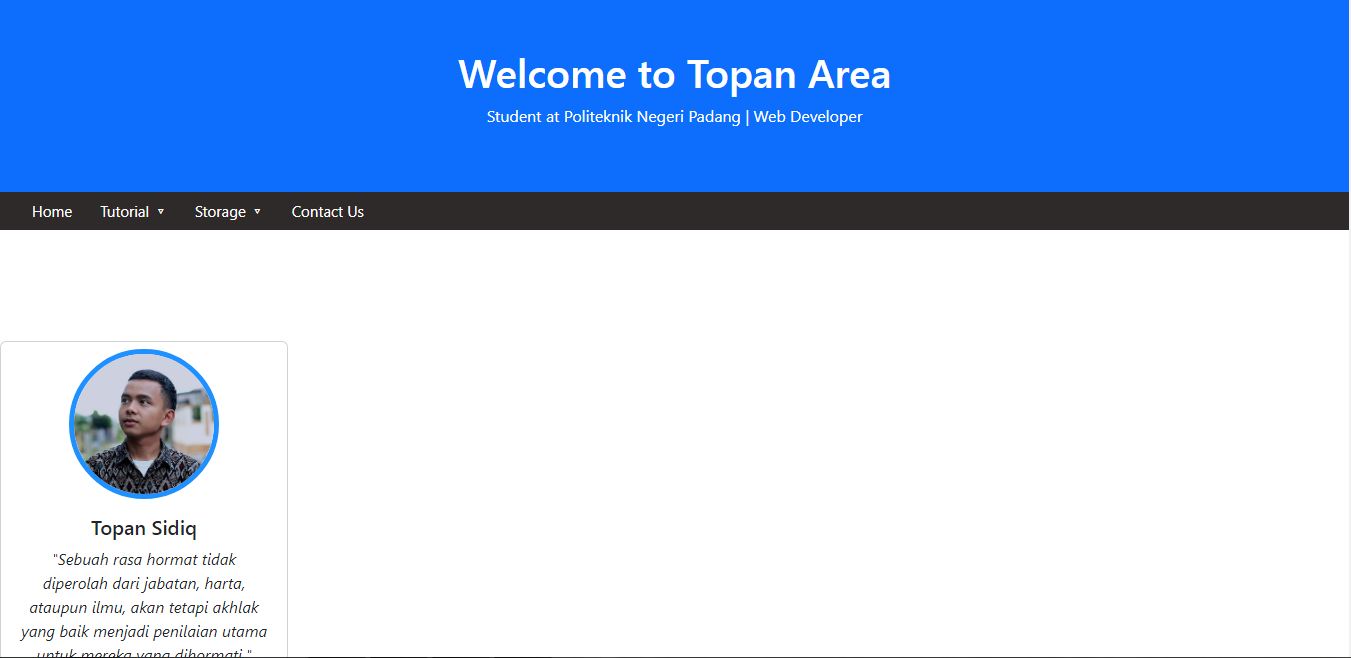 Welcome to Topan Area
Student at Politeknik Negeri Padang | Web Developer
Home Tutorial ▿ Storage ▿ Contact Us
Topan Sidiq
"Sebuah rasa hormat tidak
diperolah dari jabatan, harta,
ataupun ilmu, akan tetapi akhlak
yang baik menjadi penilaian utama
untuk mereka yang dihormati."